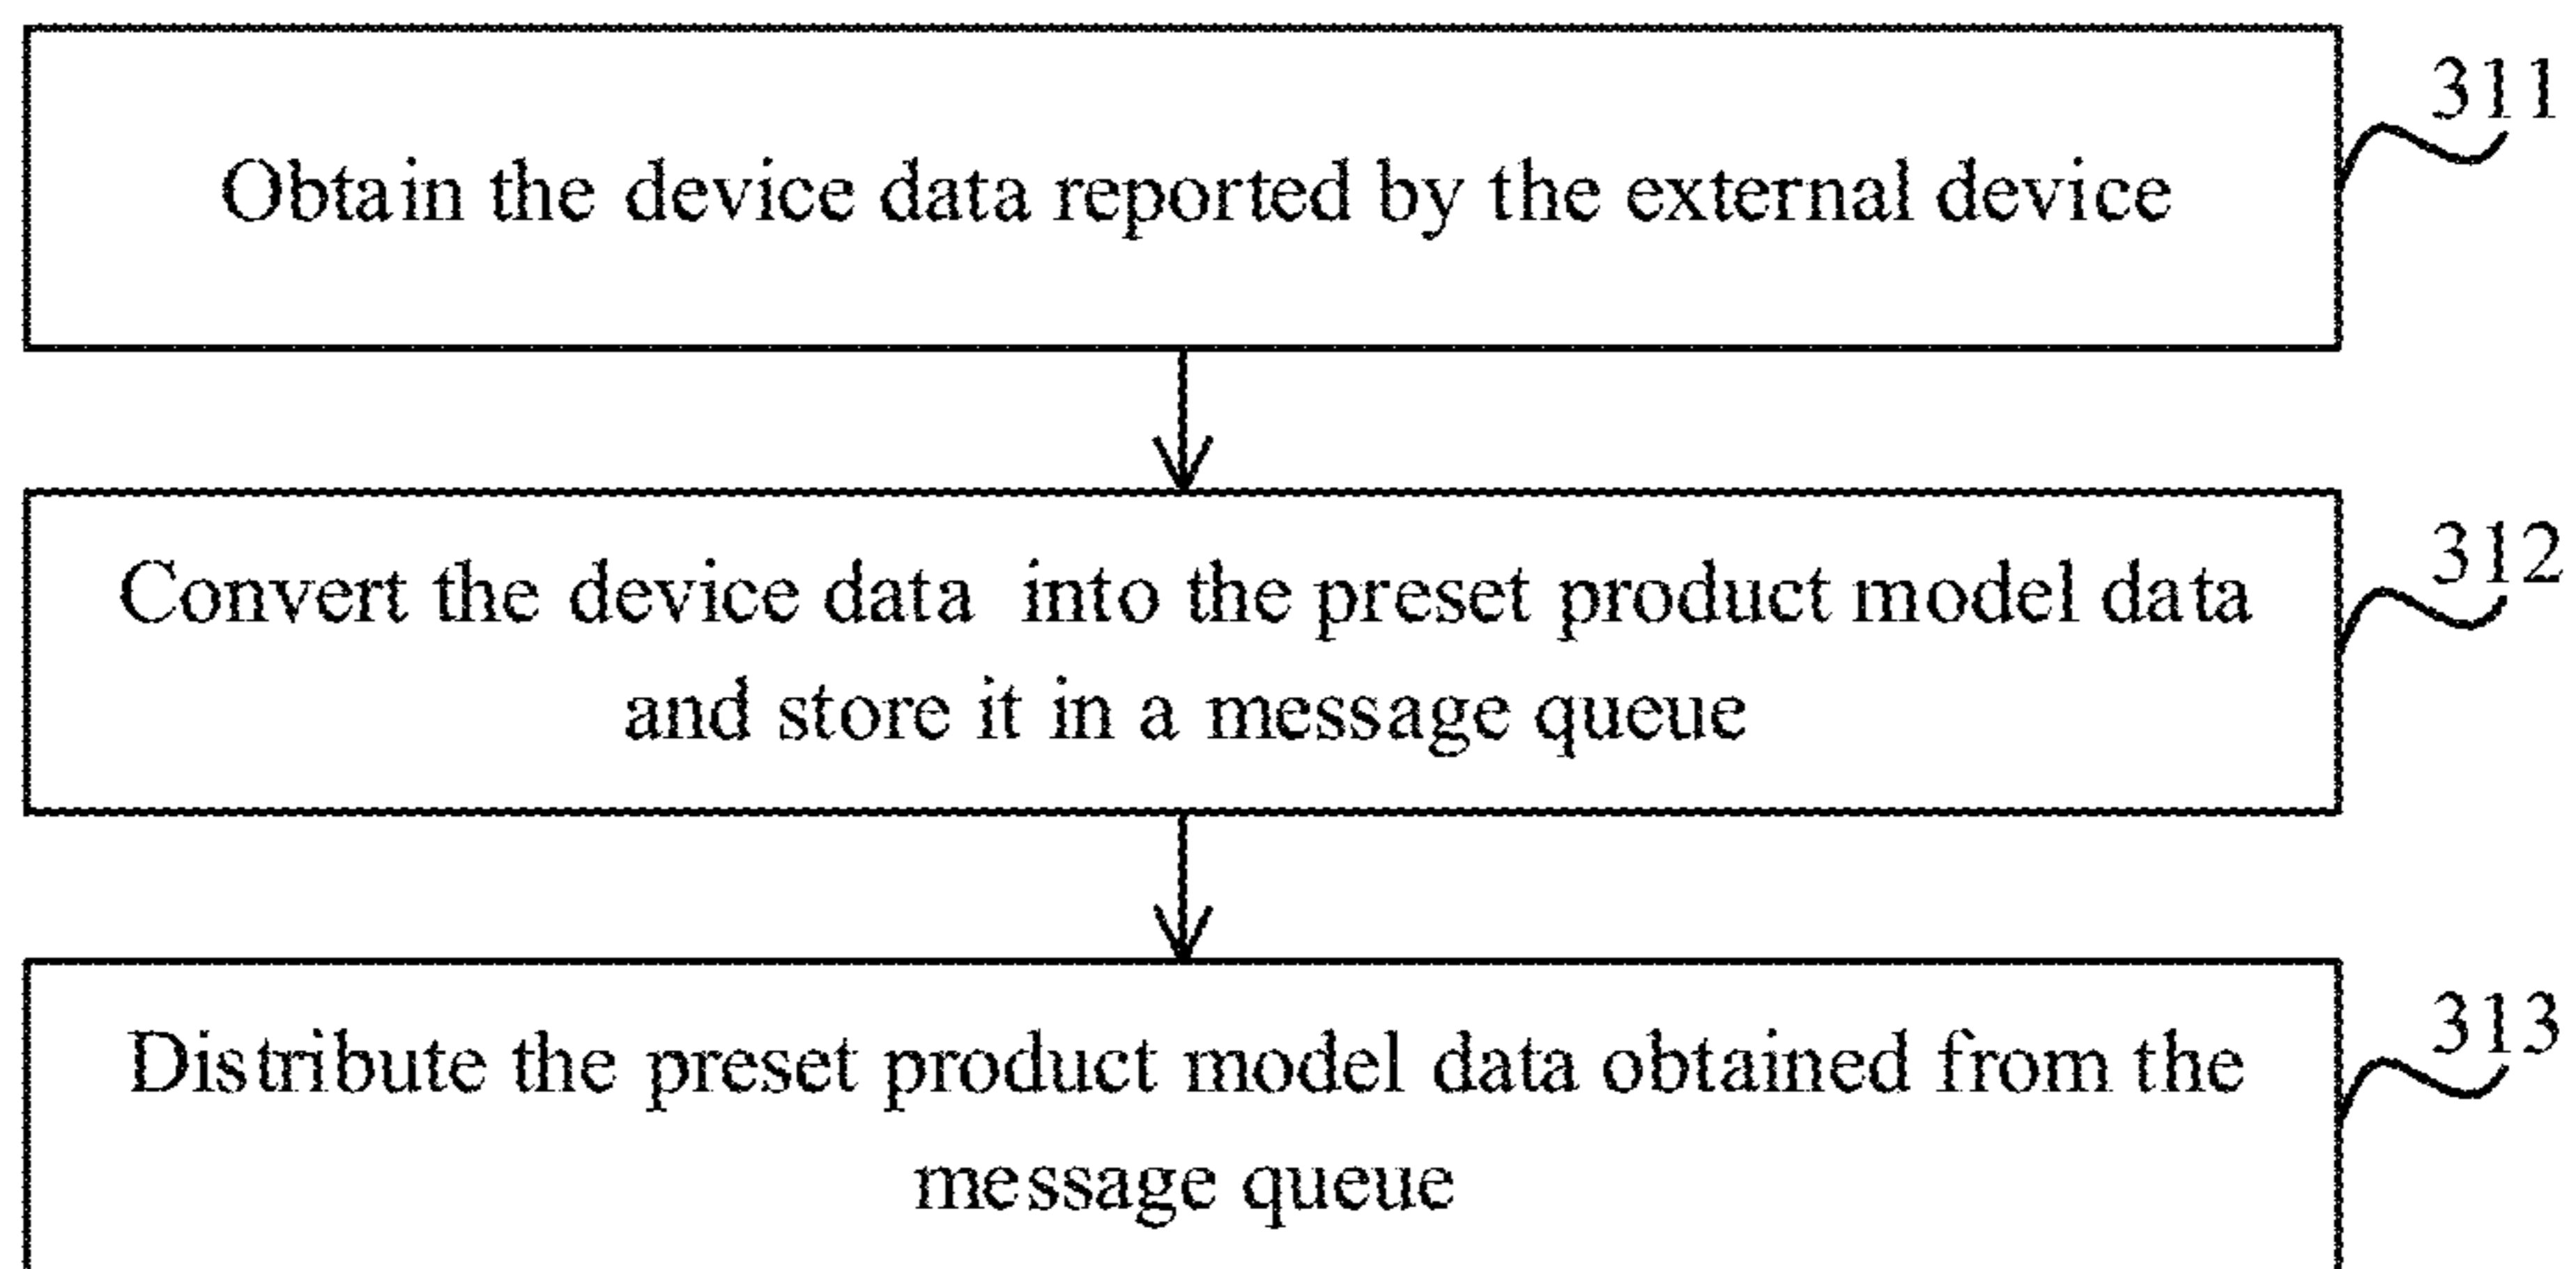 311
Obtain the device data reported by the external device
312
Convert the device data  into the preset product model data
and store it in a message queue
313
Distribute the preset product model data obtained from the
message queue